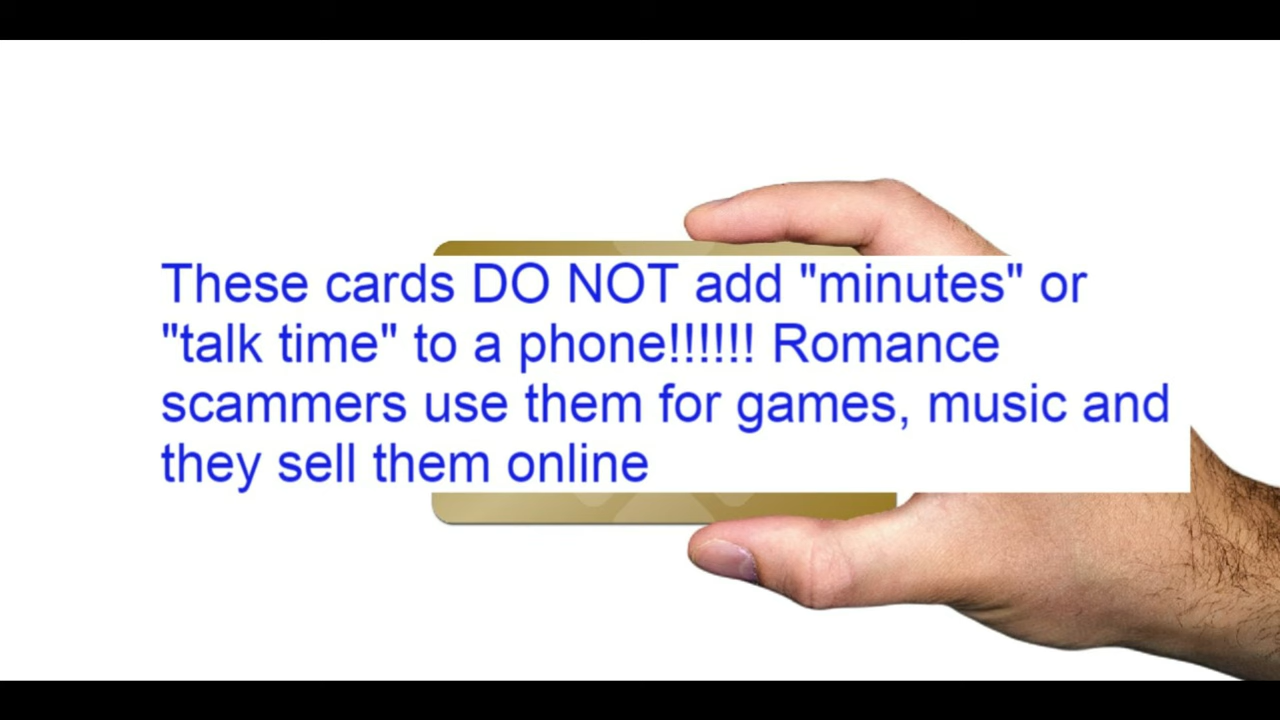 These cards DO NOT add "minutes" or
"talk time" to a phone!!!!!! Romance
scammers use them for games, music and
they sell them online